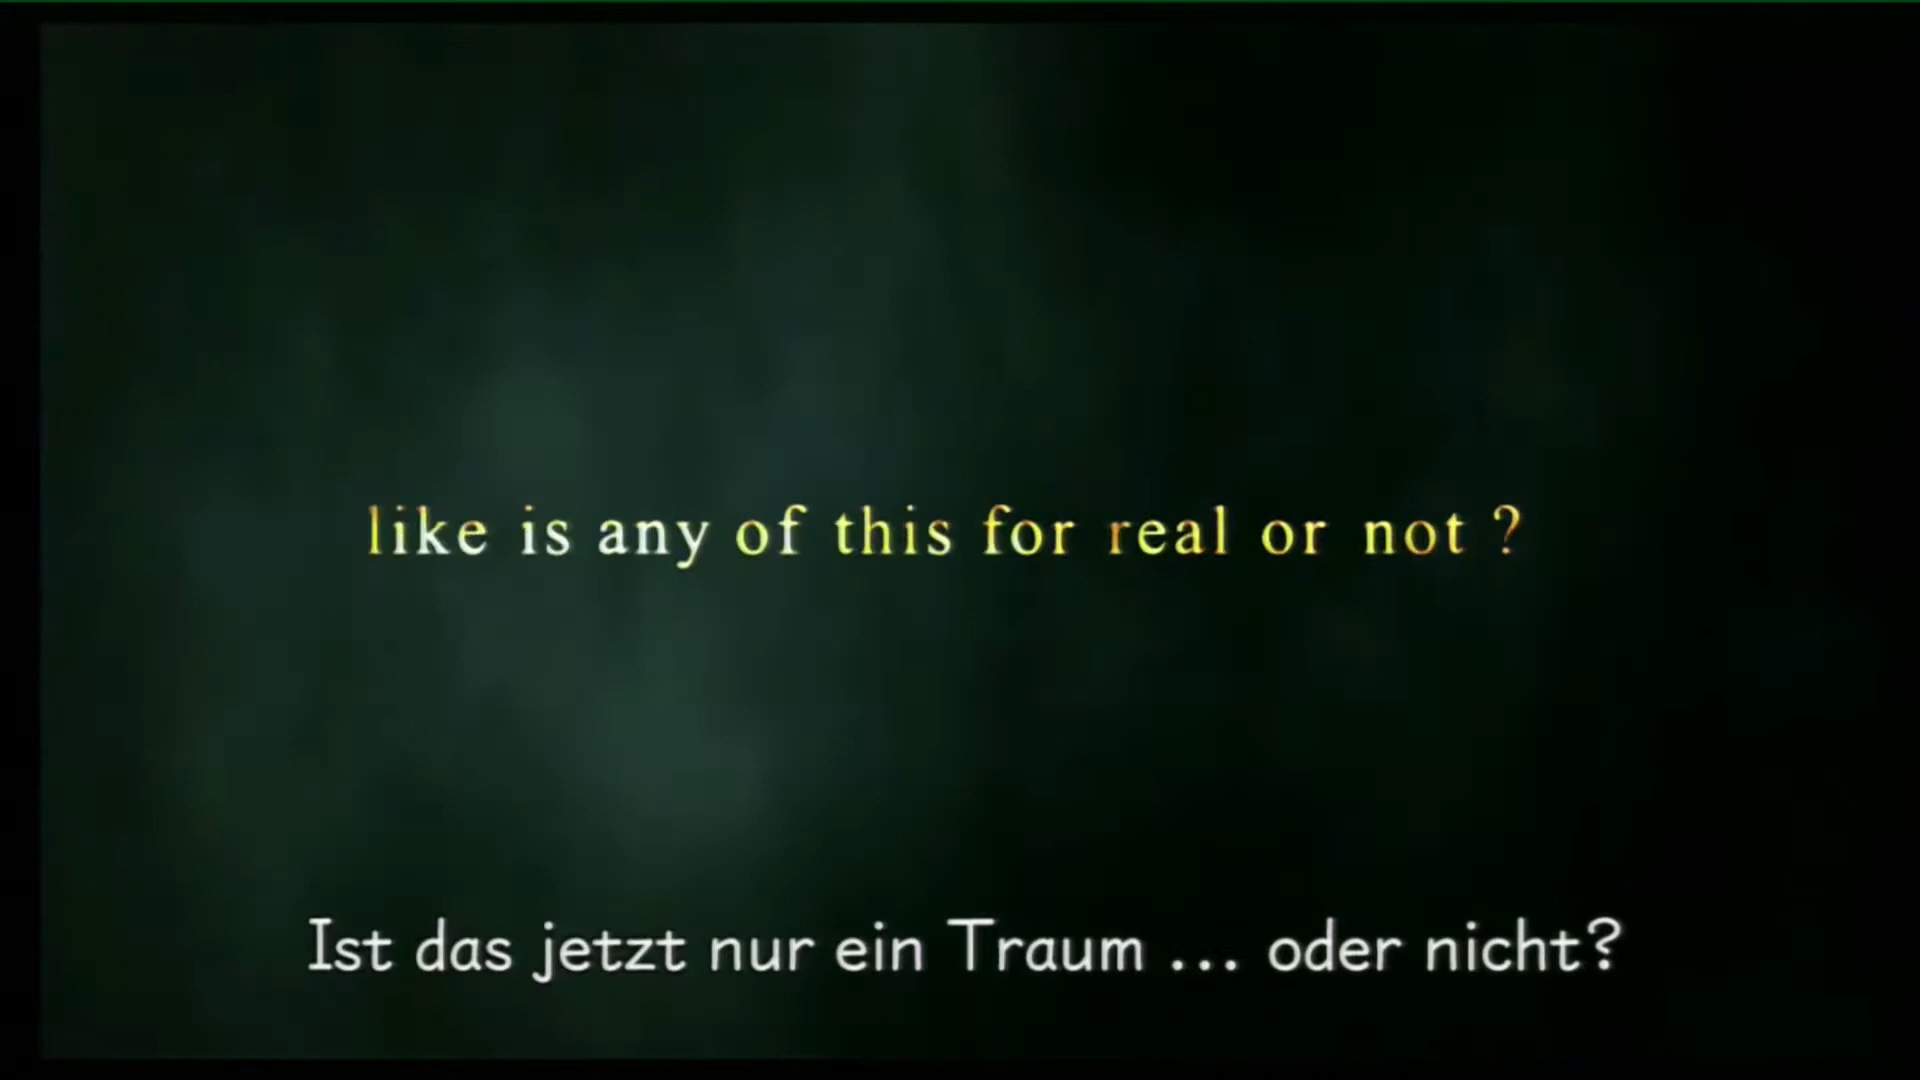 like is any of this for real or not ?
Ist das jetzt nur ein Traum ... oder nicht?